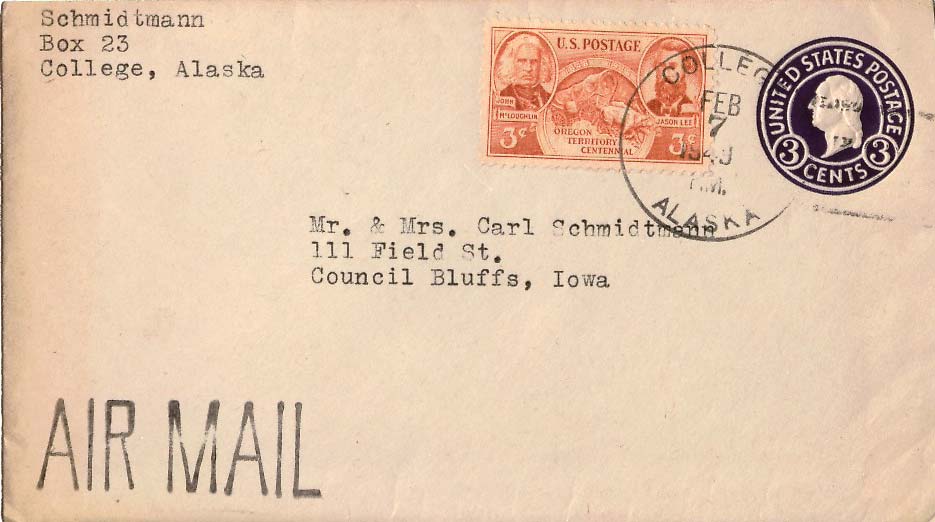 Schmidtmann
Box 23
College, Alaska
U.S. POSTAGE
JOHN McLOUGHLIN
JASON LEE
3¢
OREGON
TERRITORY
CENTENNIAL
3¢
COLLEGE
FEB
7
ALASKA
UNITED STATES POSTAGE
3 CENTS 3
Mr. & Mrs. Carl Schmidtmann
111 Field St.
Council Bluffs, Iowa
AIR MAIL